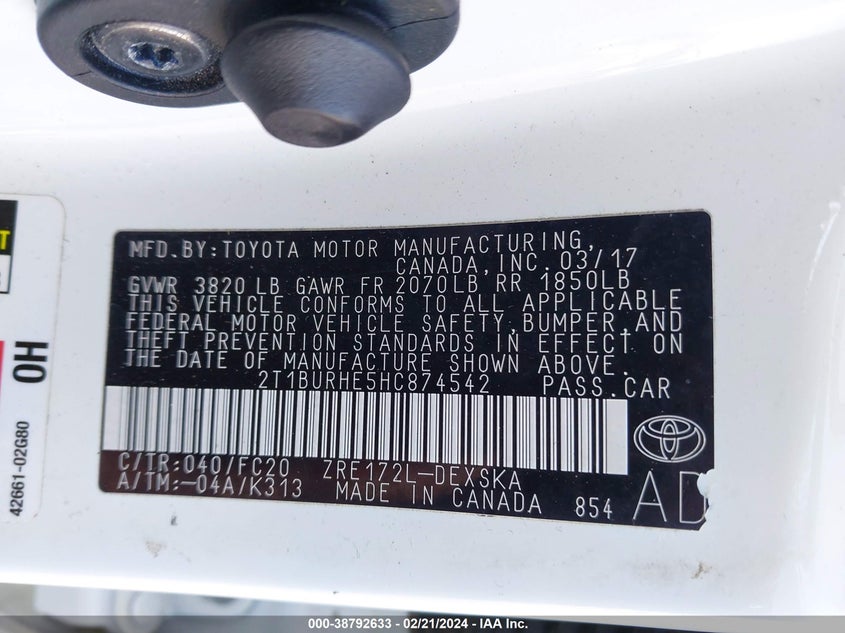 MFD.BY:TOYOTA MOTOR MANUFACTURING,
CANADA,INC. 03/17
GVWR 3820 LB GAWR FR 2070LB RR 1850LB
THIS VEHICLE CONFORMS TO ALL APPLICABLE
FEDERAL MOTOR VEHICLE SAFETY,BUMPER,AND
THEFT PREVENTION STANDARDS IN EFFECT ON
THE DATE OF MANUFACTURE SHOWN ABOVE.
2T1BURHE5HC874542 PASS.CAR
C/TR:040/FC20 ZRE172L-DEXSKA
A/TM:-04A/K313 MADE IN CANADA 854
AD
OH
42661-02G80
000-38792633 - 02/21/2024 - IAA Inc.